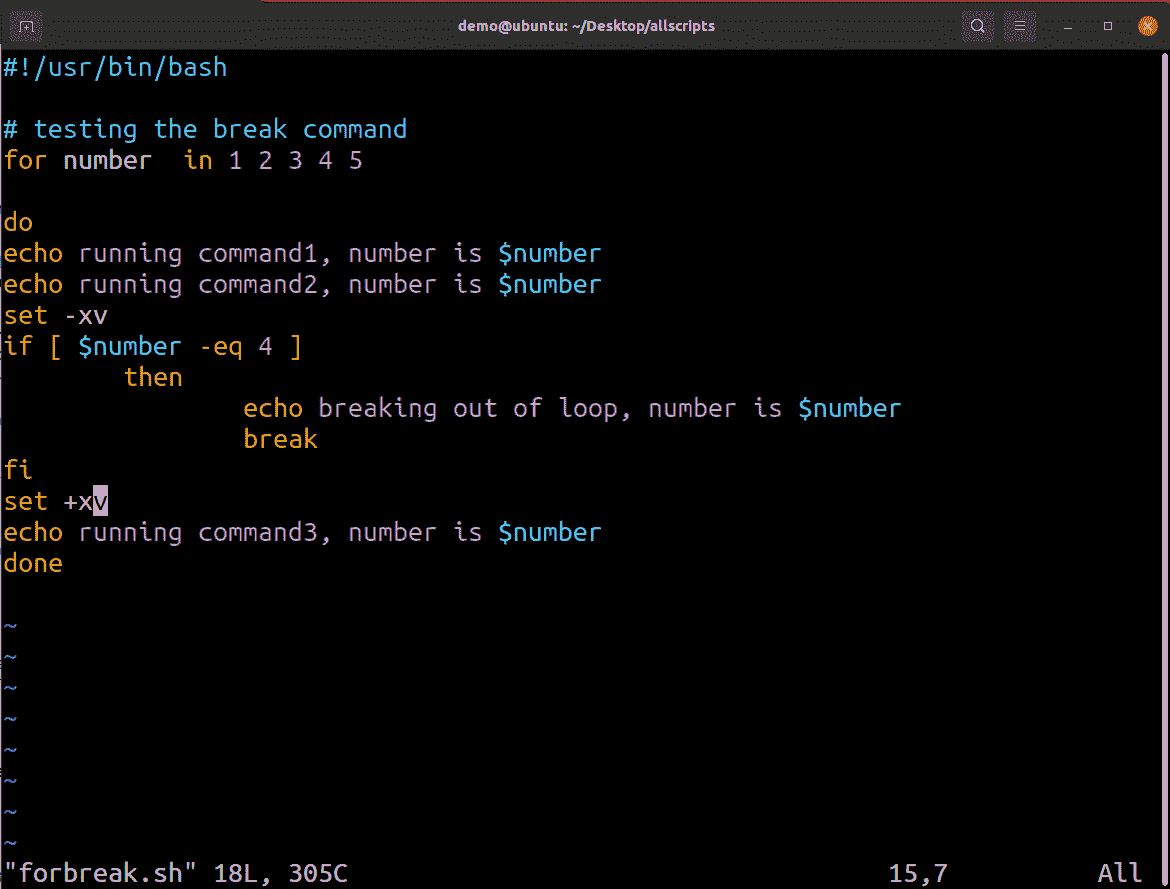 demo@ubuntu: ~/Desktop/allscripts
#!/usr/bin/bash
# testing the break command
for number  in 1 2 3 4 5
do
echo running command1, number is $number
echo running command2, number is $number
set -xv
if [ $number -eq 4 ]
        then
                echo breaking out of loop, number is $number
                break
fi
set +xv
echo running command3, number is $number
done
~
~
~
~
~
~
~
~
"forbreak.sh" 18L, 305C 15,7 All